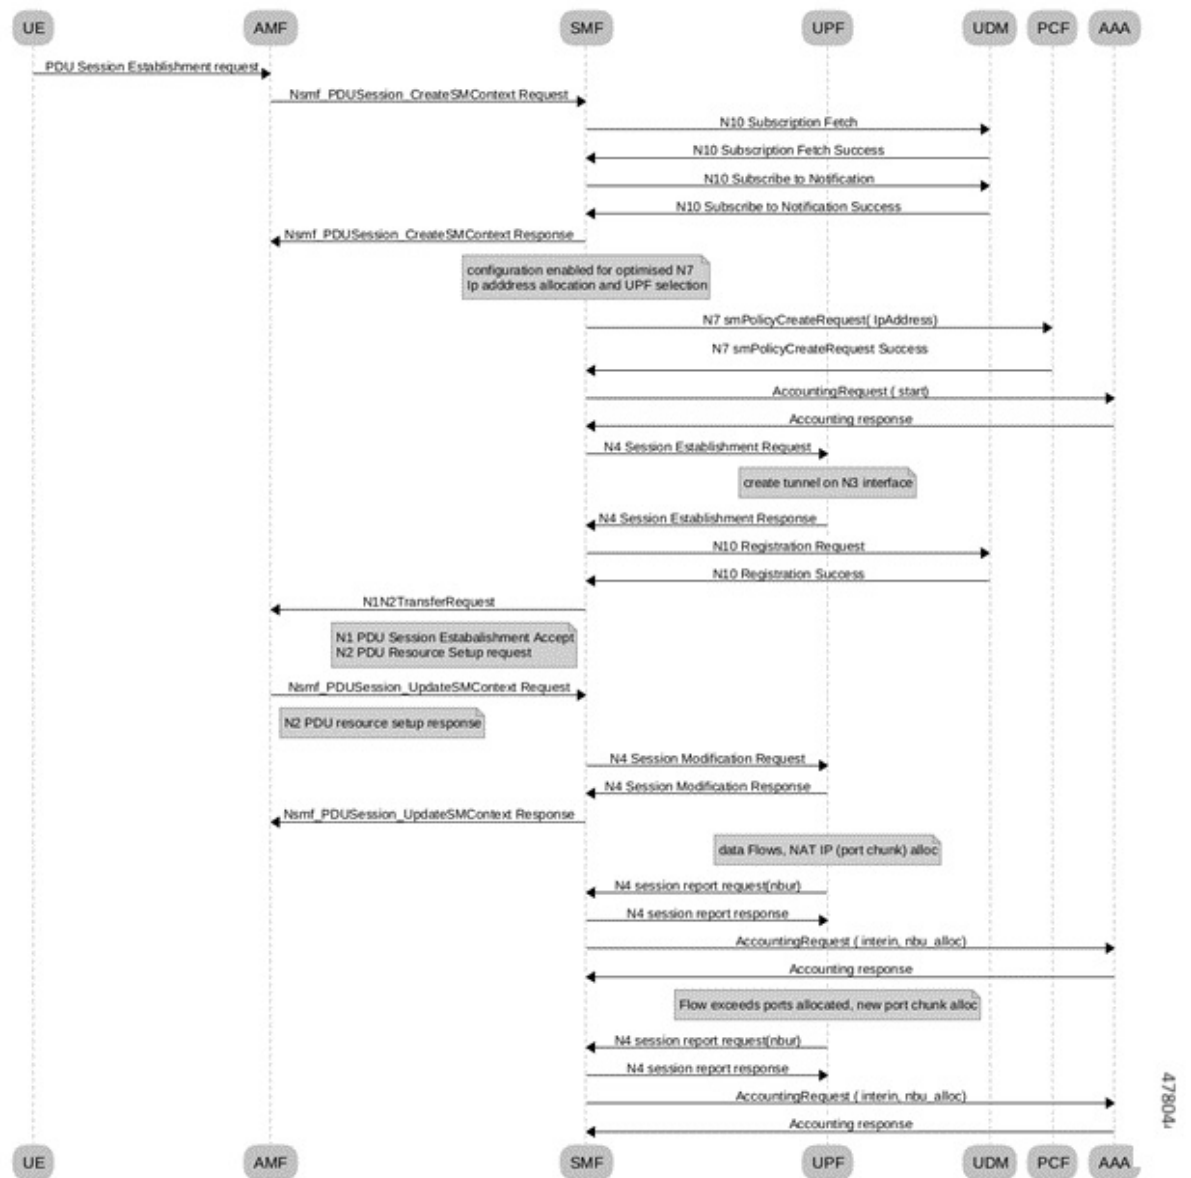 UE AMF SMF UPF UDM PCF AAA
PDU Session Establishment request
Nsmf_PDUSession_CreateSMContext Request
N10 Subscription Fetch
N10 Subscription Fetch Success
N10 Subscribe to Notification
N10 Subscribe to Notification Success
Nsmf_PDUSession_CreateSMContext Response
configuration enabled for optimised N7
Ip adddress allocation and UPF selection
N7 smPolicyCreateRequest( IpAddress)
N7 smPolicyCreateRequest Success
AccountingRequest ( start)
Accounting response
N4 Session Establishment Request
create tunnel on N3 interface
N4 Session Establishment Response
N10 Registration Request
N10 Registration Success
N1N2TransferRequest
N1 PDU Session Estabalishment Accept
N2 PDU Resource Setup request
Nsmf_PDUSession_UpdateSMContext Request
N2 PDU resource setup response
N4 Session Modification Request
N4 Session Modification Response
Nsmf_PDUSession_UpdateSMContext Response
data Flows, NAT IP (port chunk) alloc
N4 session report request(nbur)
N4 session report response
AccountingRequest ( interin, nbu_alloc)
Accounting response
Flow exceeds ports allocated, new port chunk alloc
N4 session report request(nbur)
N4 session report response
AccountingRequest ( interin, nbu_alloc)
Accounting response
UE AMF SMF UPF UDM PCF AAA